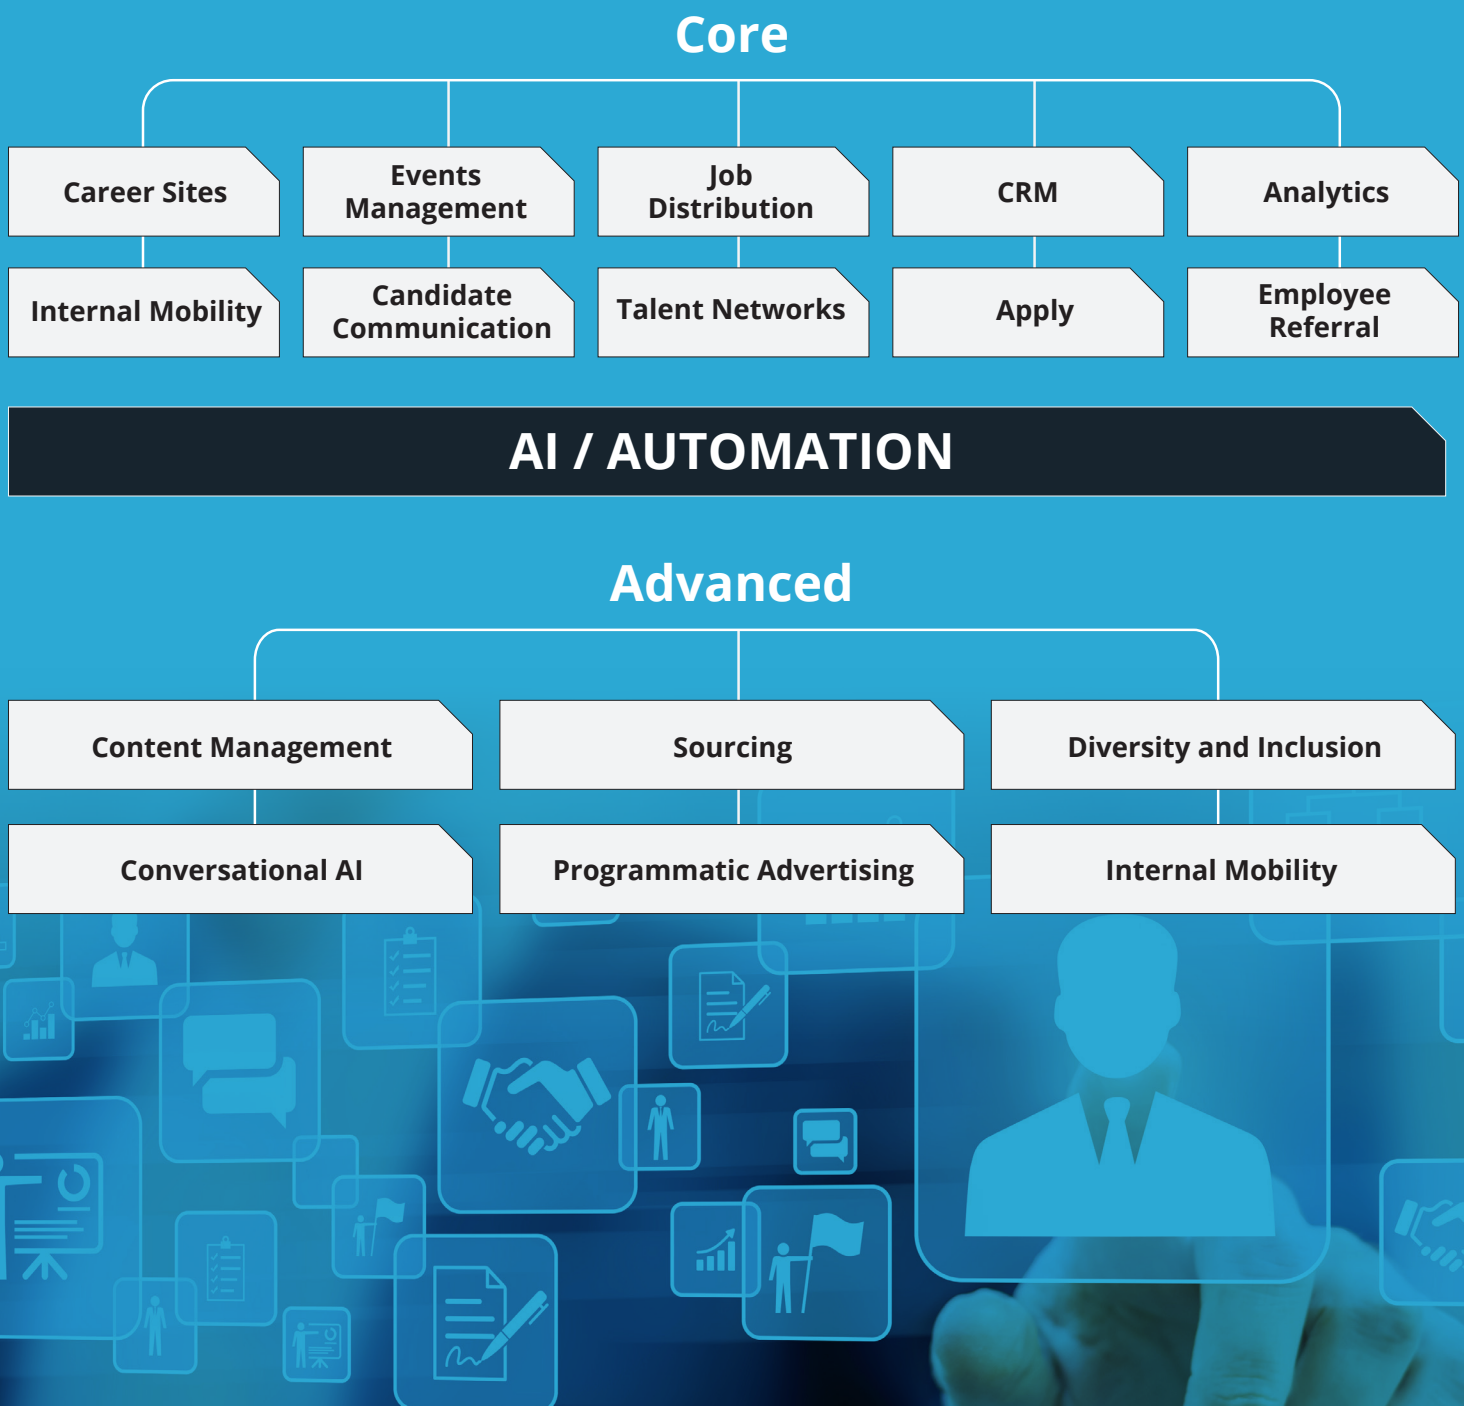 Core
Career Sites
Events
Management
Job
Distribution
CRM
Analytics
Internal Mobility
Candidate
Communication
Talent Networks
Apply
Employee
Referral
AI / AUTOMATION
Advanced
Content Management
Sourcing
Diversity and Inclusion
Conversational AI
Programmatic Advertising
Internal Mobility